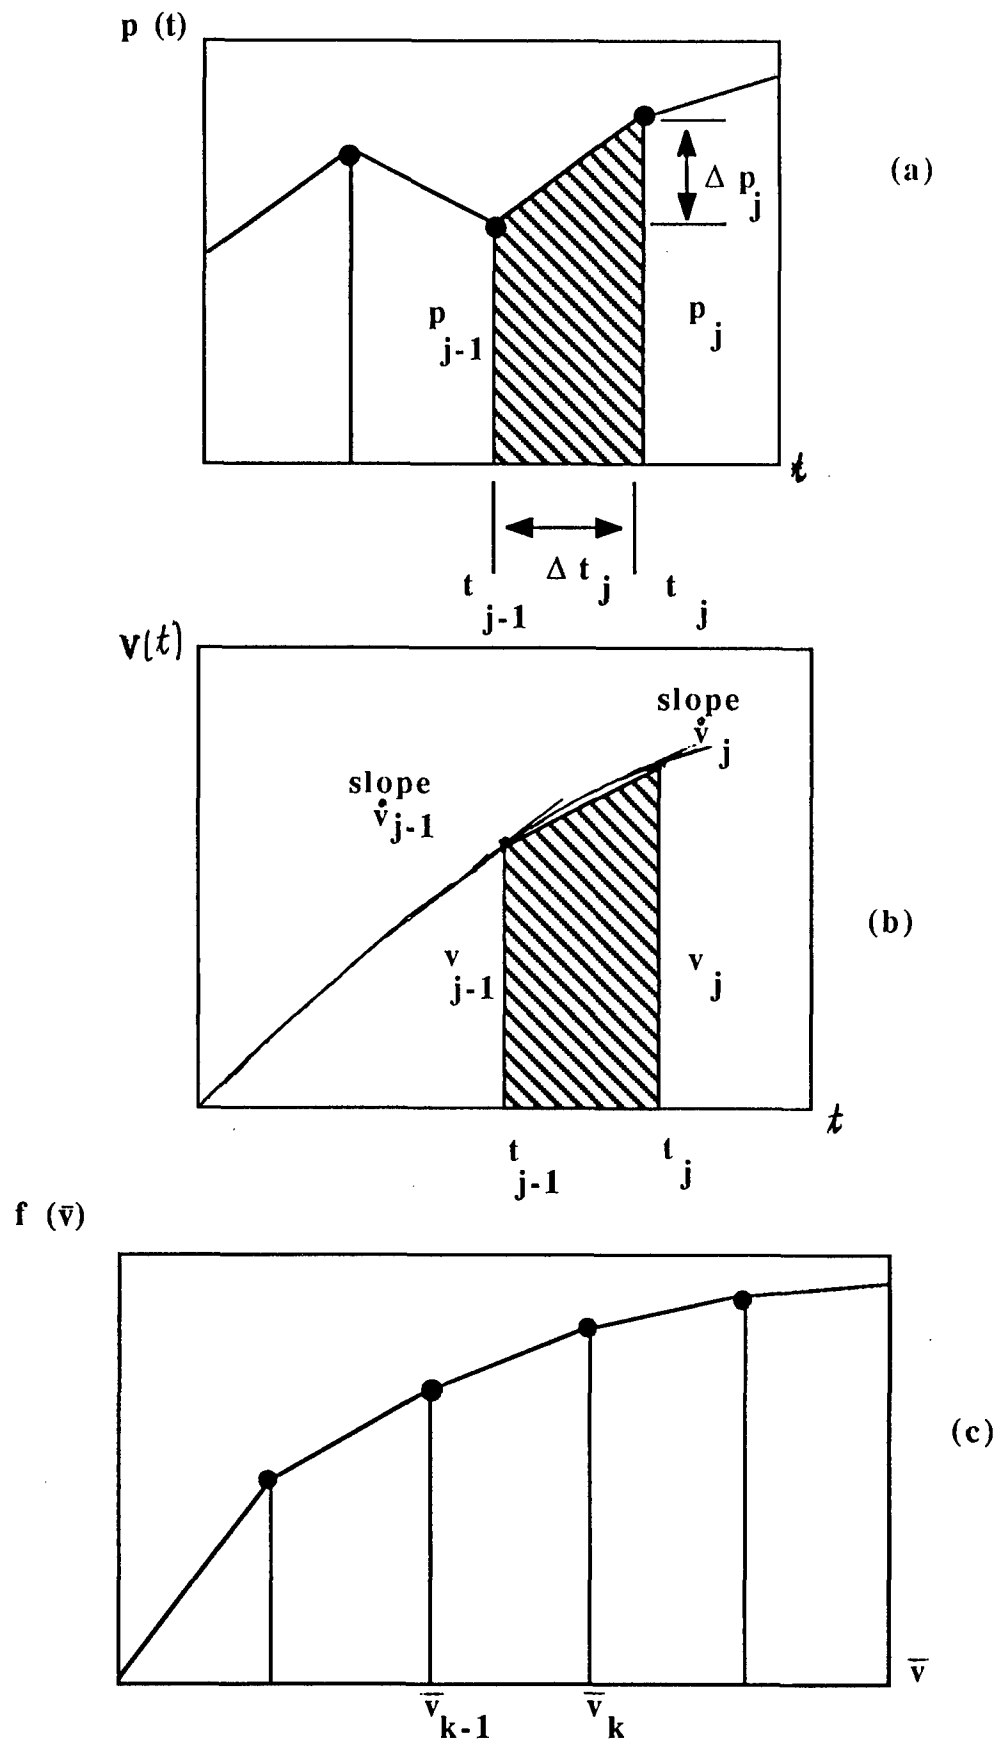 p (t)
(a)
Δ p j
p j-1
p j
t
Δ t j
t j-1
t j
v(t)
slope
v̇ j
slope
v̇ j-1
(b)
v j-1
v j
t
t j-1
t j
f (v̄)
(c)
v̄
v̄ k-1
v̄ k